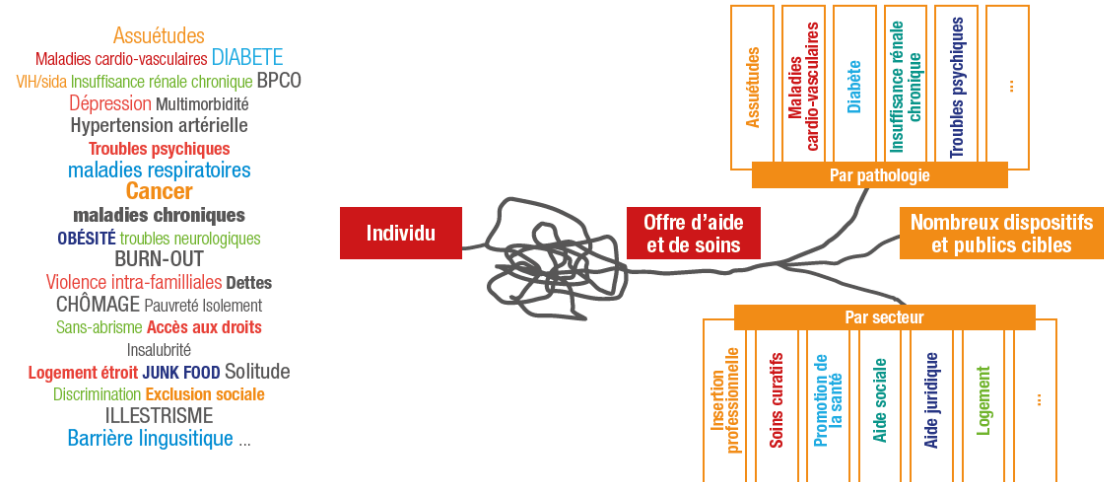 Assuétudes
Maladies cardio-vasculaires DIABETE
VIH/sida Insuffisance rénale chronique BPCO
Dépression Multimorbidité
Hypertension artérielle
Troubles psychiques
maladies respiratoires
Cancer
maladies chroniques
OBÉSITÉ troubles neurologiques
BURN-OUT
Violence intra-familliales Dettes
CHÔMAGE Pauvreté Isolement
Sans-abrisme Accès aux droits
Insalubrité
Logement étroit JUNK FOOD Solitude
Discrimination Exclusion sociale
ILLESTRISME
Barrière lingusitique ...
Individu
Offre d'aide
et de soins
Assuétudes
Maladies
cardio-vasculaires
Diabète
Insuffisance rénale
chronique
Troubles psychiques
...
Par pathologie
Nombreux dispositifs
et publics cibles
Par secteur
Insertion
professionnelle
Soins curatifs
Promotion de
la santé
Aide sociale
Aide juridique
Logement
...